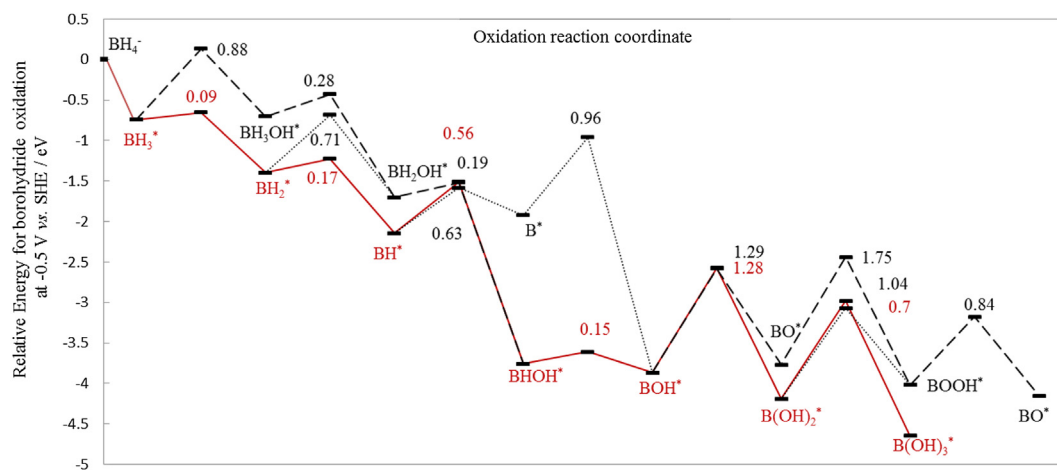 Relative Energy for borohydride oxidation
at -0.5 V vs. SHE / eV
0.5
0
-0.5
-1
-1.5
-2
-2.5
-3
-3.5
-4
-4.5
-5
Oxidation reaction coordinate
BH₄⁻
0.88
0.09
BH₃*
0.28
BH₃OH*
0.71
0.17
BH₂*
BH₂OH*
0.56
0.19
0.96
BH*
0.63
B*
1.29
1.28
1.75
1.04
0.7
0.84
0.15
BO*
BHOH*
BOH*
BOOH*
B(OH)₂*
BO*
B(OH)₃*